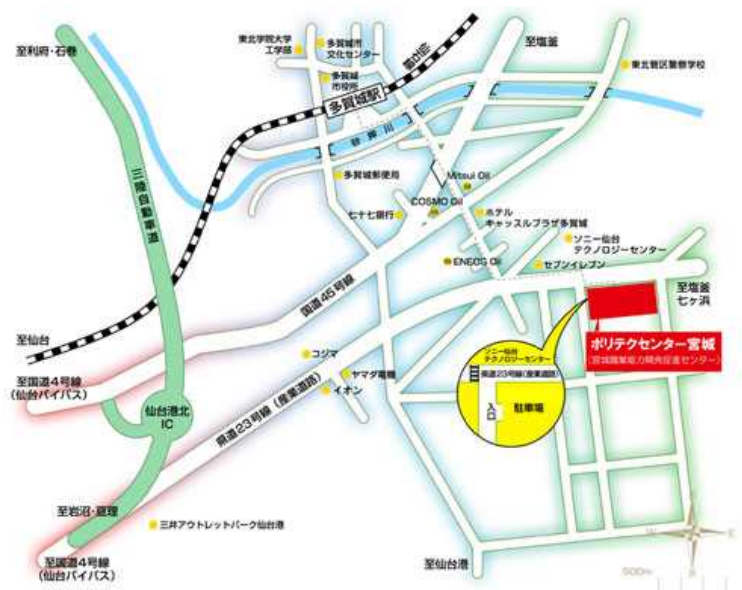 至利府・石巻
東北学院大学
工学部
多賀城市
文化センター
多賀城
市役所
至塩釜
東北管区警察学校
仙石線
多賀城駅
砂押川
三陸自動車道
多賀城郵便局
Mitsui Oil
COSMO Oil
七十七銀行
ホテル
キャッスルプラザ多賀城
ENEOS Oil
ソニー仙台
テクノロジーセンター
セブンイレブン
至塩釜
七ヶ浜
国道45号線
至仙台
ポリテクセンター宮城
(宮城職業能力開発促進センター)
コジマ
ヤマダ電機
イオン
ソニー仙台
テクノロジーセンター
県道23号線(産業道路)
入口
駐車場
至国道4号線
(仙台バイパス)
仙台港北
IC
県道23号線(産業道路)
至岩沼・亘理
三井アウトレットパーク仙台港
至国道4号線
(仙台バイパス)
至仙台港
W
E
S
500m